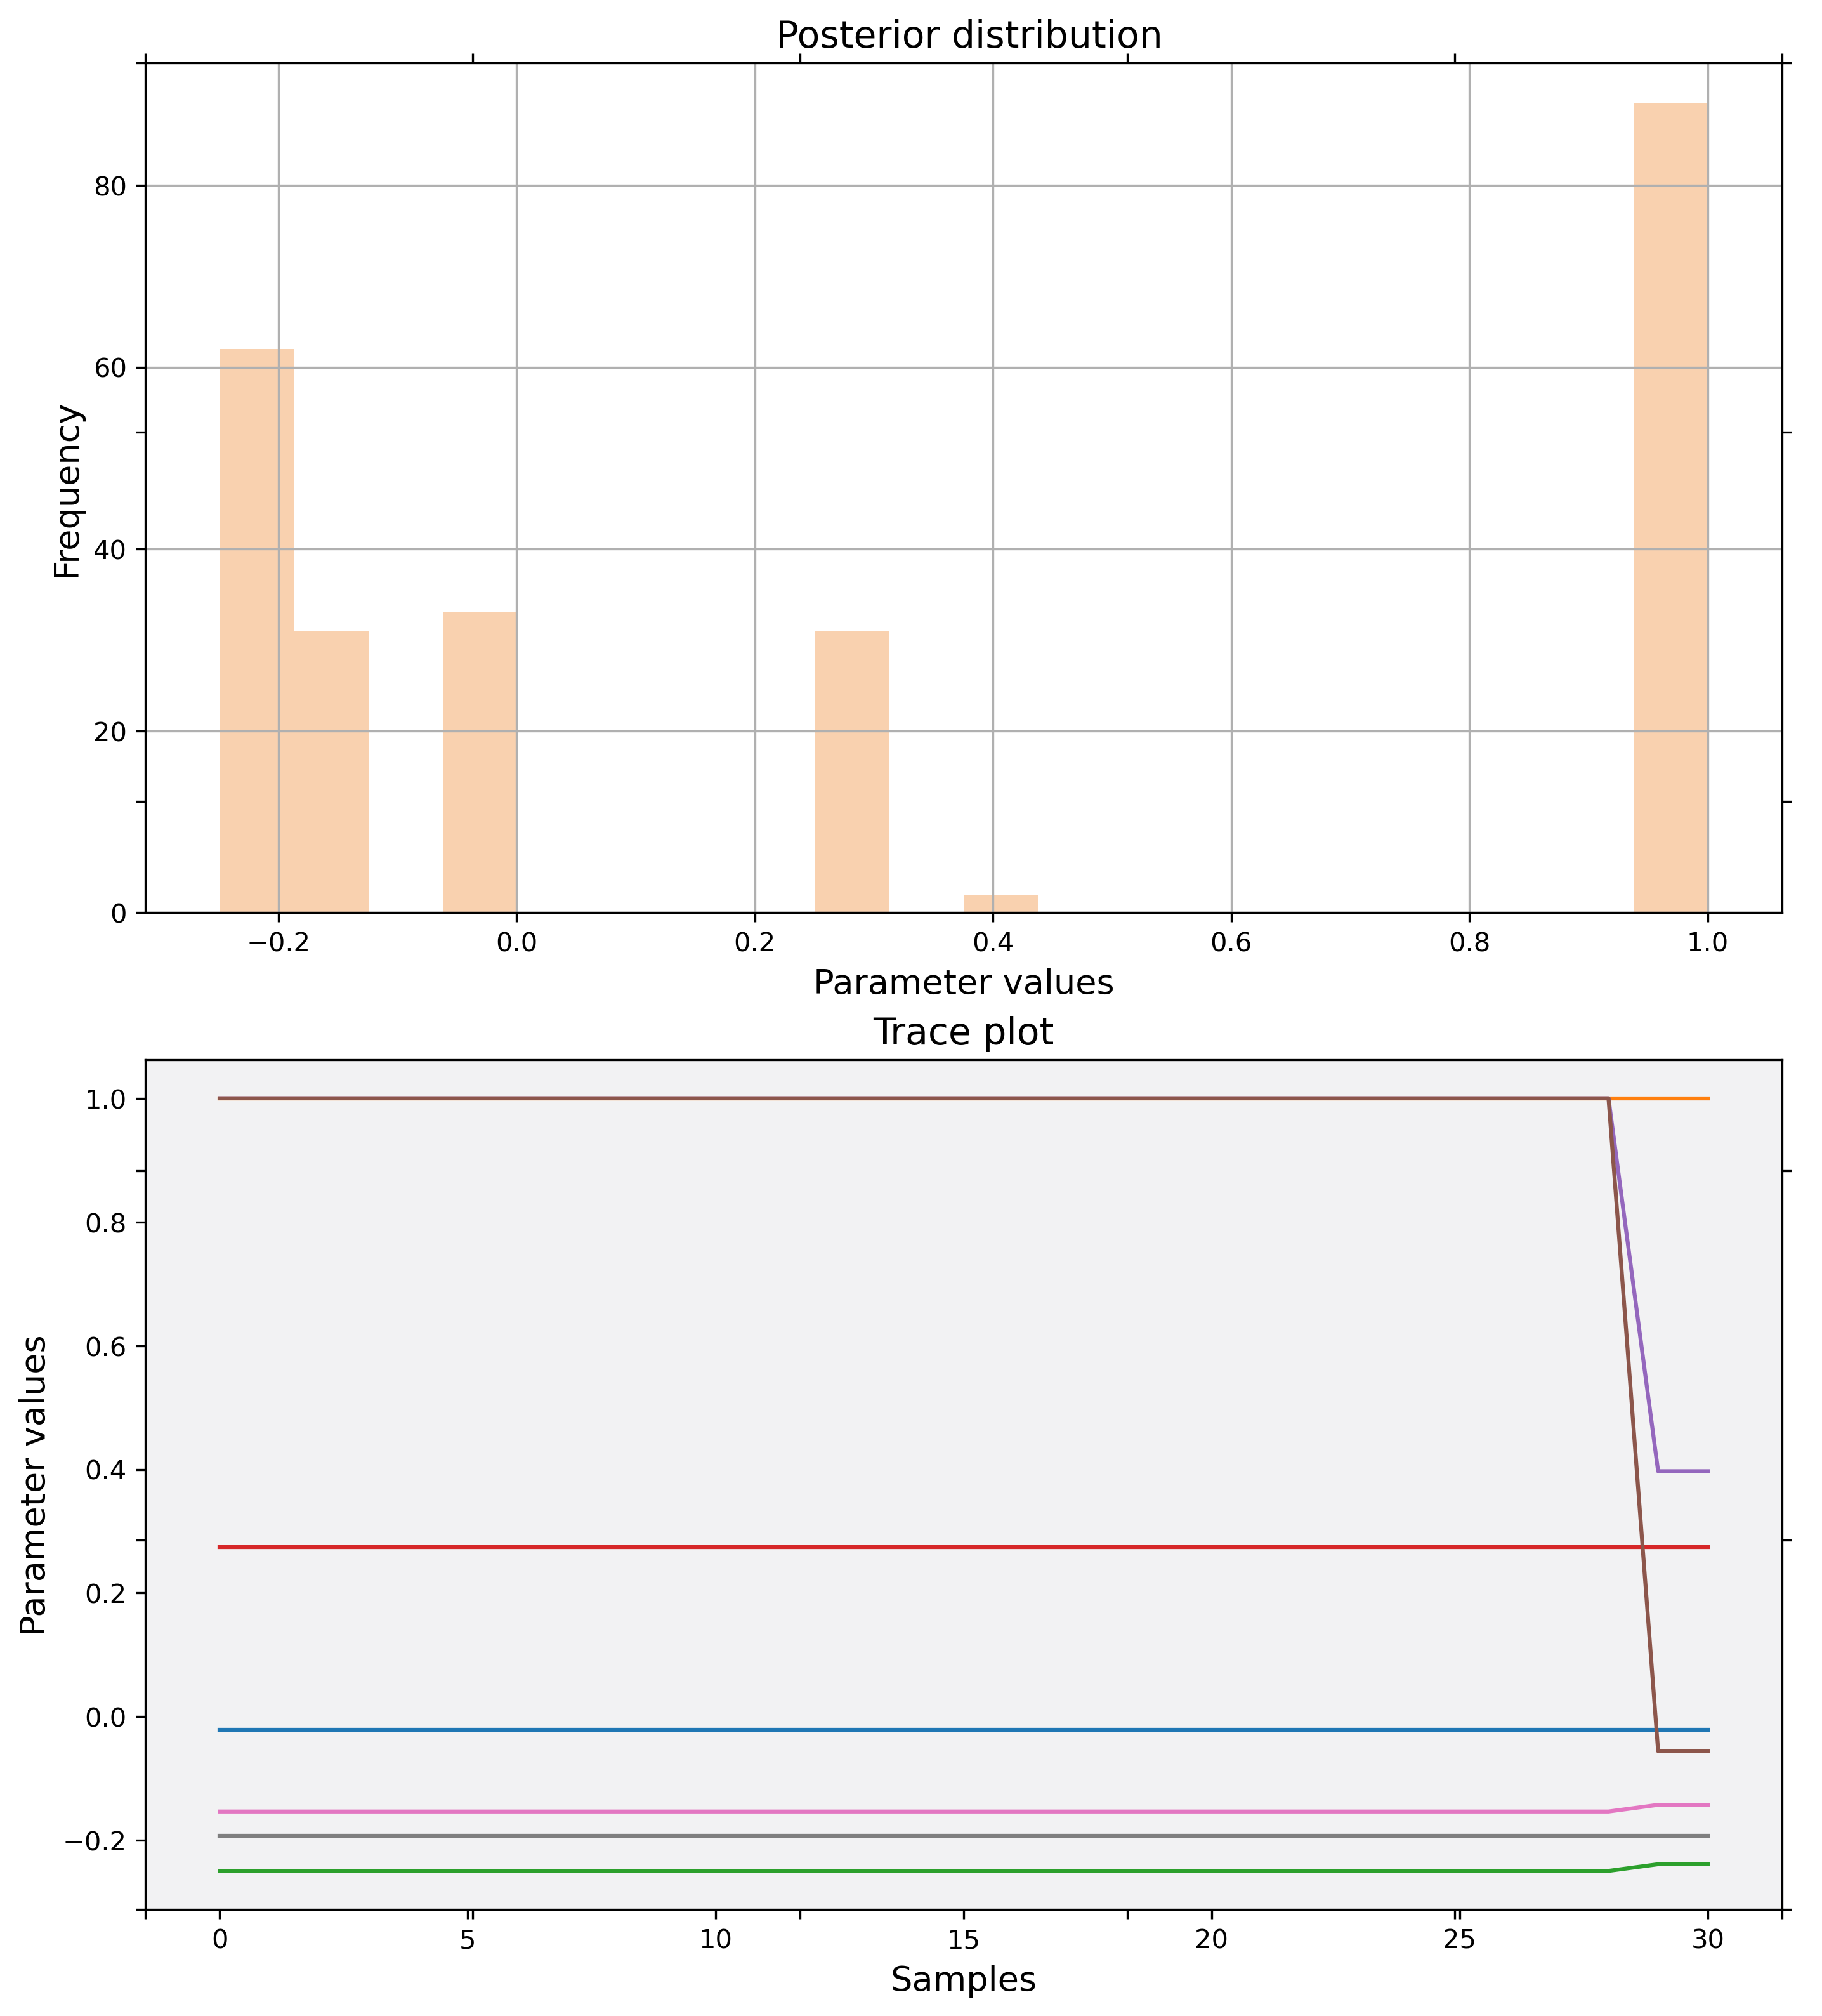 Posterior distribution
80
60
40
20
0
Frequency
−0.2 0.0 0.2 0.4 0.6 0.8 1.0
Parameter values
Trace plot
1.0
0.8
0.6
0.4
0.2
0.0
−0.2
Parameter values
0 5 10 15 20 25 30
Samples